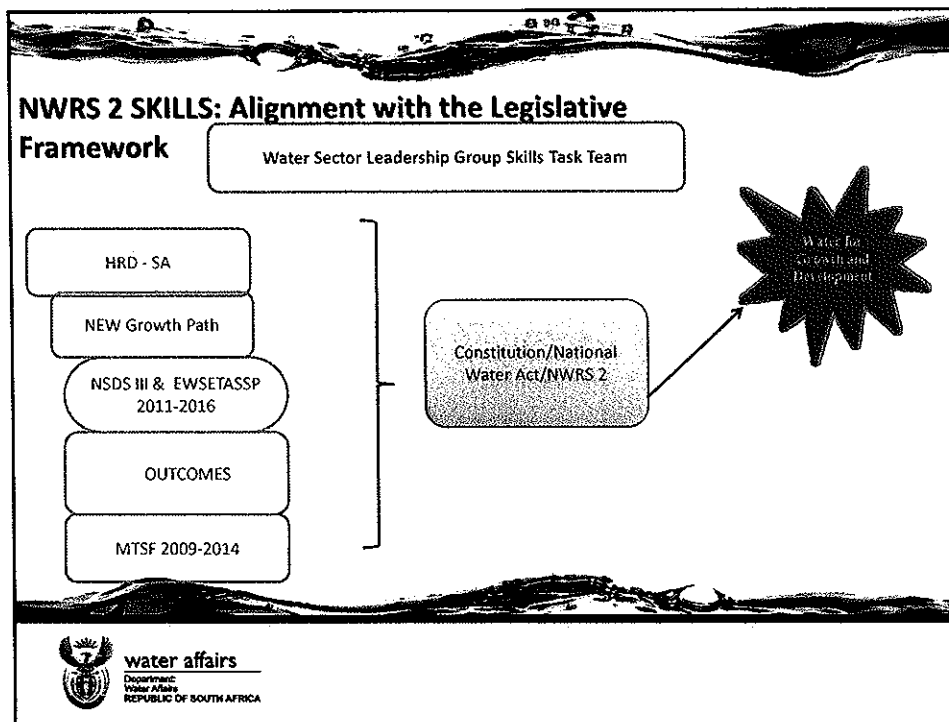 NWRS 2 SKILLS: Alignment with the Legislative
Framework
Water Sector Leadership Group Skills Task Team
HRD - SA
NEW Growth Path
NSDS III & EWSETASSP
2011-2016
OUTCOMES
MTSF 2009-2014
Constitution/National
Water Act/NWRS 2
Water for
Growth and
Development
water affairs
Department:
Water Affairs
REPUBLIC OF SOUTH AFRICA